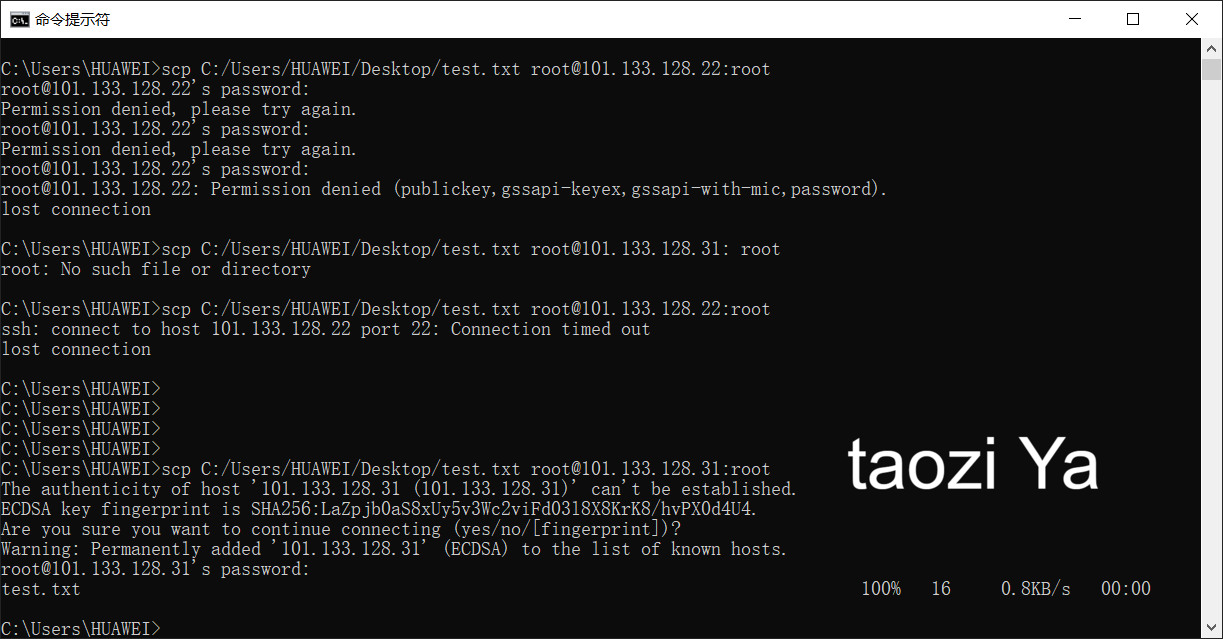 命令提示符
C:\Users\HUAWEI>scp C:/Users/HUAWEI/Desktop/test.txt root@101.133.128.22:root
root@101.133.128.22's password:
Permission denied, please try again.
root@101.133.128.22's password:
Permission denied, please try again.
root@101.133.128.22's password:
root@101.133.128.22: Permission denied (publickey,gssapi-keyex,gssapi-with-mic,password).
lost connection
C:\Users\HUAWEI>scp C:/Users/HUAWEI/Desktop/test.txt root@101.133.128.31: root
root: No such file or directory
C:\Users\HUAWEI>scp C:/Users/HUAWEI/Desktop/test.txt root@101.133.128.22:root
ssh: connect to host 101.133.128.22 port 22: Connection timed out
lost connection
C:\Users\HUAWEI>
C:\Users\HUAWEI>
C:\Users\HUAWEI>
C:\Users\HUAWEI>
C:\Users\HUAWEI>scp C:/Users/HUAWEI/Desktop/test.txt root@101.133.128.31:root
taozi Ya
The authenticity of host '101.133.128.31 (101.133.128.31)' can't be established.
ECDSA key fingerprint is SHA256:LaZpjb0aS8xUy5v3Wc2viFd03l8X8KrK8/hvPX0d4U4.
Are you sure you want to continue connecting (yes/no/[fingerprint])?
Warning: Permanently added '101.133.128.31' (ECDSA) to the list of known hosts.
root@101.133.128.31's password:
test.txt 100% 16 0.8KB/s 00:00
C:\Users\HUAWEI>